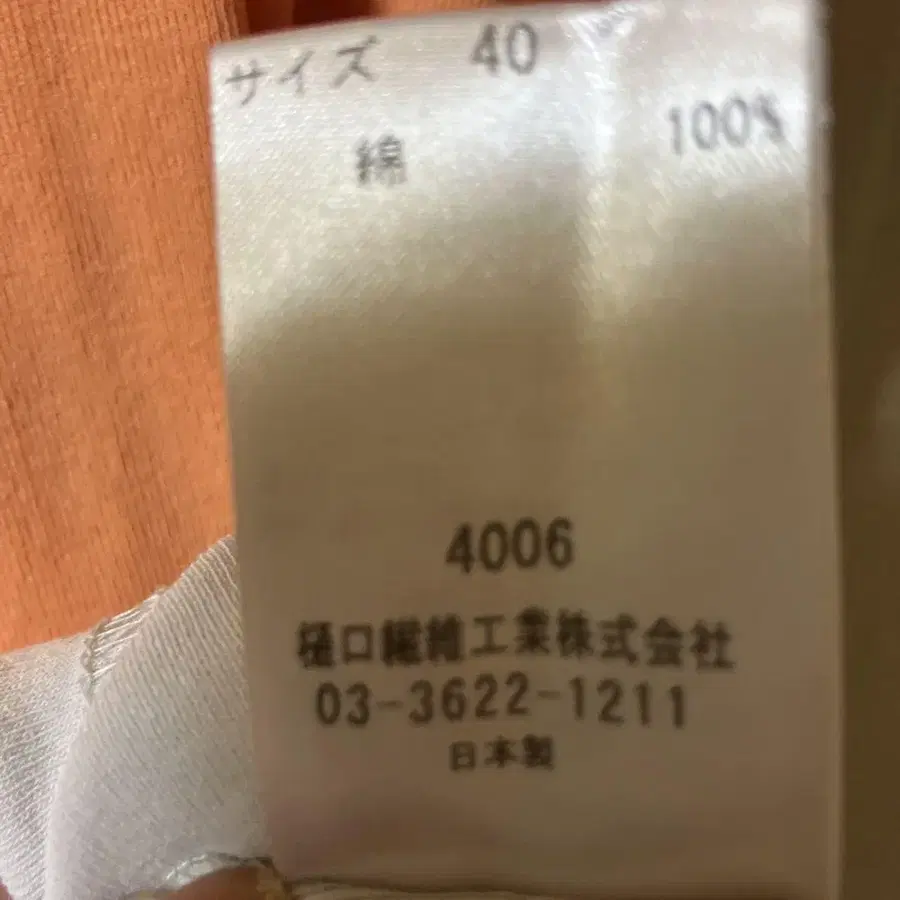 サイズ 40
綿 100%
4006
樋口繊維工業株式会社
03-3622-1211
日本製